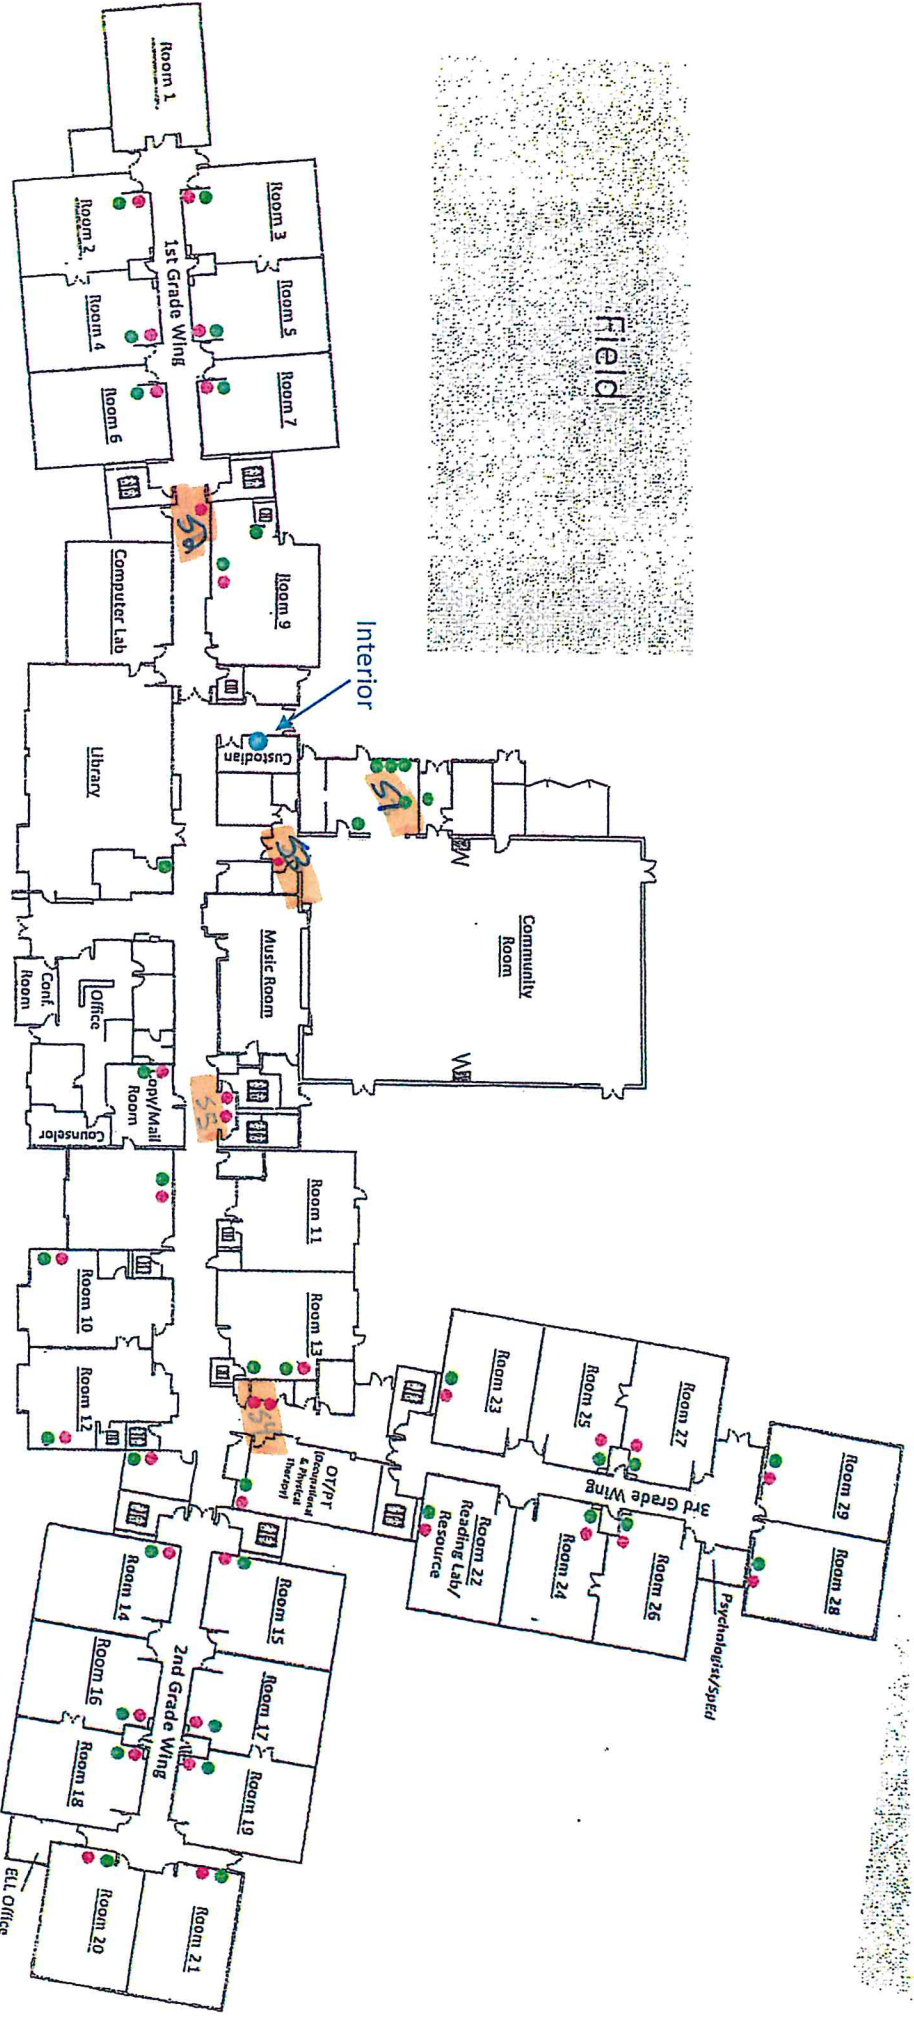 Field
Room 1
Room 3
Room 5
Room 7
1st Grade Wing
Room 2
Room 4
Room 6
S2
Room 9
Computer Lab
Interior
Custodian
Library
S1
S3
Community
Room
Music Room
Office
Conf.
Room
opy/Mail
Room
Counselor
S5
Room 11
Room 13
Room 10
Room 12
S4
OT/PT
(Occupational
& Physical
Therapy)
Room 23
Room 25
Room 27
Room 29
3rd Grade Wing
Room 22
Reading Lab/
Resource
Room 24
Room 26
Room 28
Psychologist/SpEd
Room 14
Room 16
Room 18
Room 15
Room 17
Room 19
2nd Grade Wing
Room 20
Room 21
ELL Office